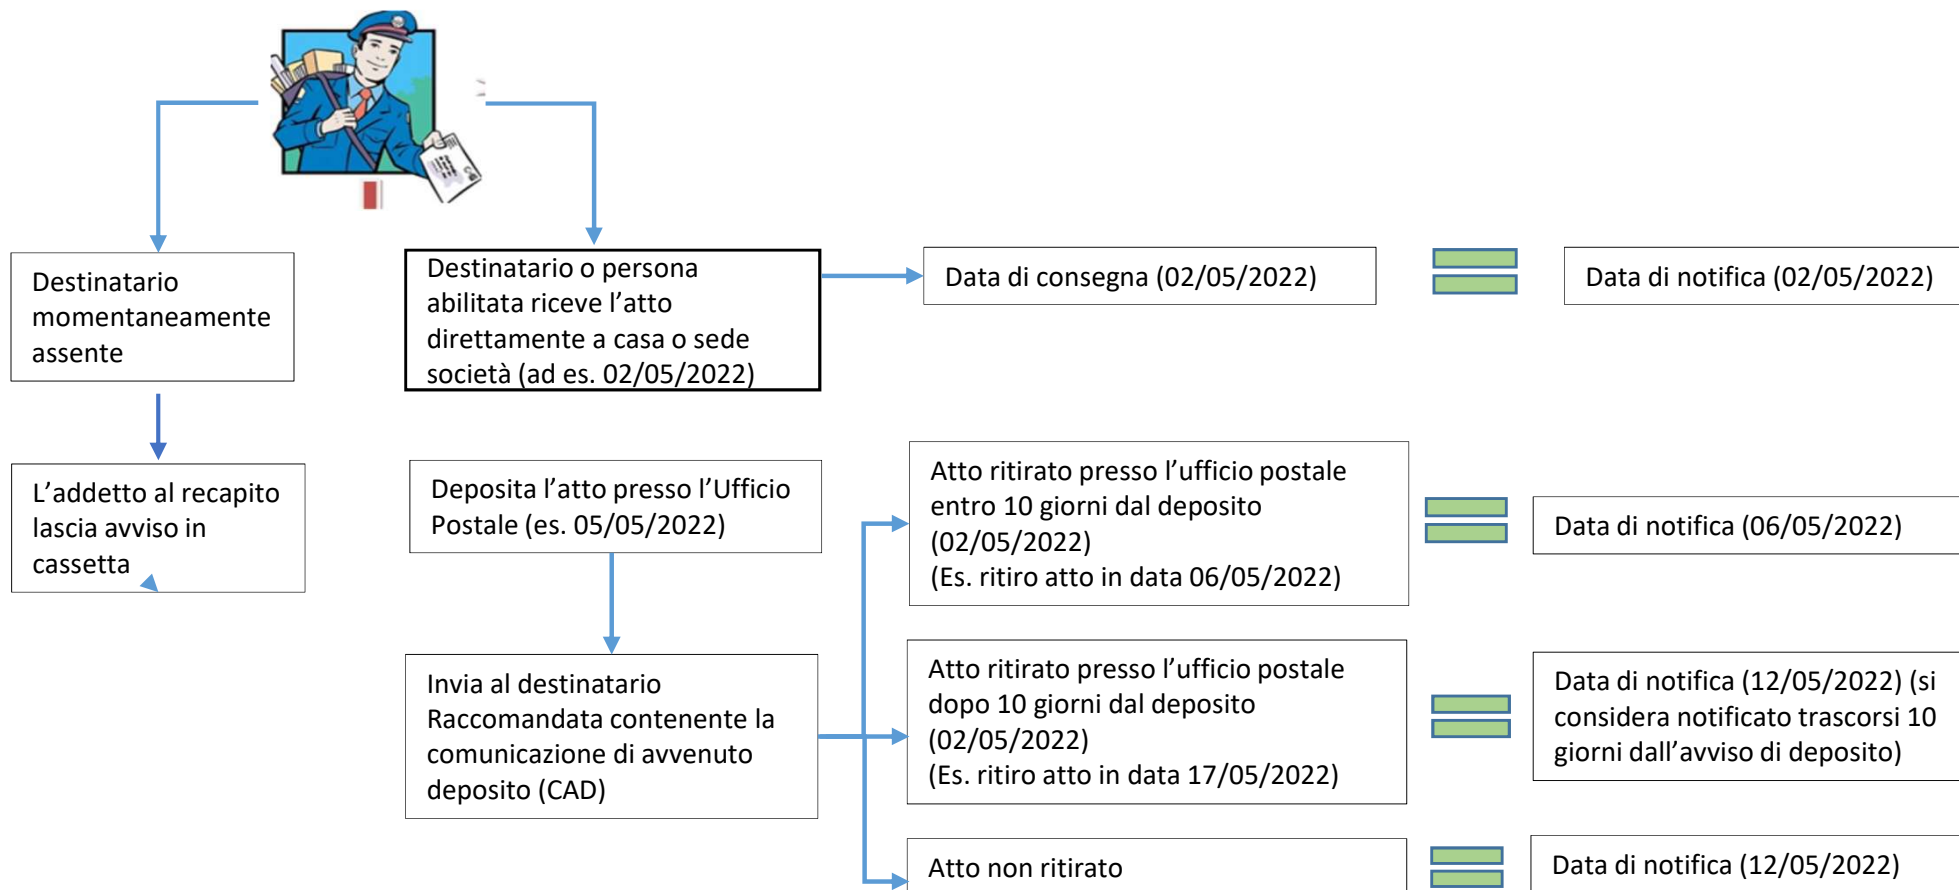 Destinatario
momentaneamente
assente
Destinatario o persona
abilitata riceve l’atto
direttamente a casa o sede
società (ad es. 02/05/2022)
Data di consegna (02/05/2022)
Data di notifica (02/05/2022)
L’addetto al recapito
lascia avviso in
cassetta
Deposita l’atto presso l’Ufficio
Postale (es. 05/05/2022)
Atto ritirato presso l’ufficio postale
entro 10 giorni dal deposito
(02/05/2022)
(Es. ritiro atto in data 06/05/2022)
Data di notifica (06/05/2022)
Invia al destinatario
Raccomandata contenente la
comunicazione di avvenuto
deposito (CAD)
Atto ritirato presso l’ufficio postale
dopo 10 giorni dal deposito
(02/05/2022)
(Es. ritiro atto in data 17/05/2022)
Data di notifica (12/05/2022) (si
considera notificato trascorsi 10
giorni dall’avviso di deposito)
Atto non ritirato
Data di notifica (12/05/2022)